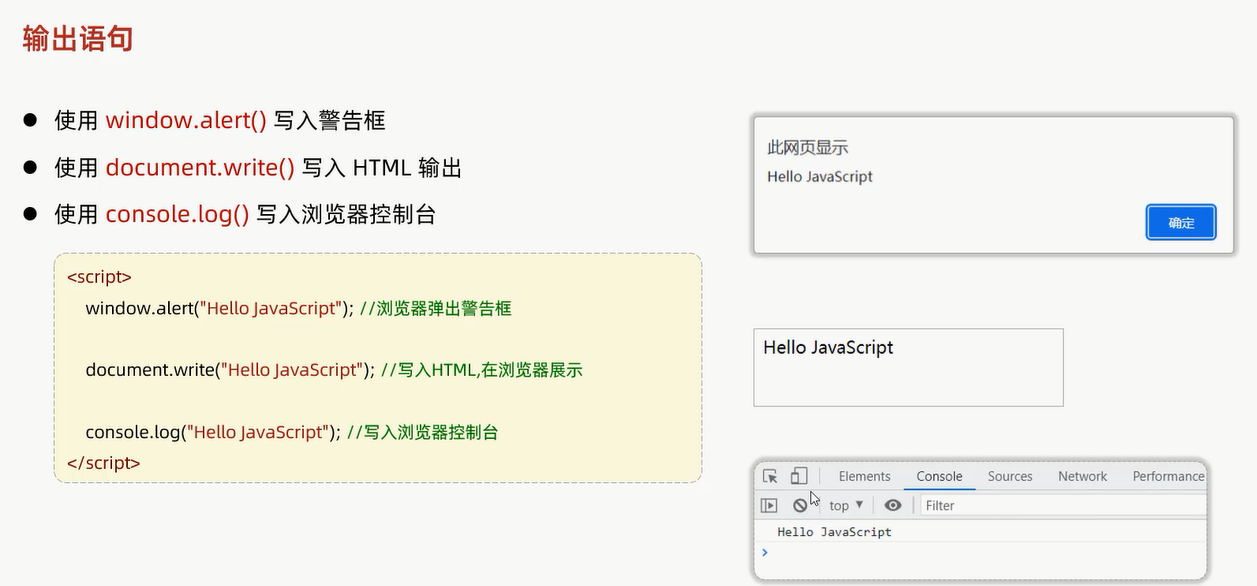 输出语句
使用 window.alert() 写入警告框
使用 document.write() 写入 HTML 输出
使用 console.log() 写入浏览器控制台
<script>
window.alert("Hello JavaScript"); //浏览器弹出警告框
document.write("Hello JavaScript"); //写入HTML,在浏览器展示
console.log("Hello JavaScript"); //写入浏览器控制台
</script>
此网页显示
Hello JavaScript
确定
Hello JavaScript
Elements Console Sources Network Performance
top Filter
Hello JavaScript